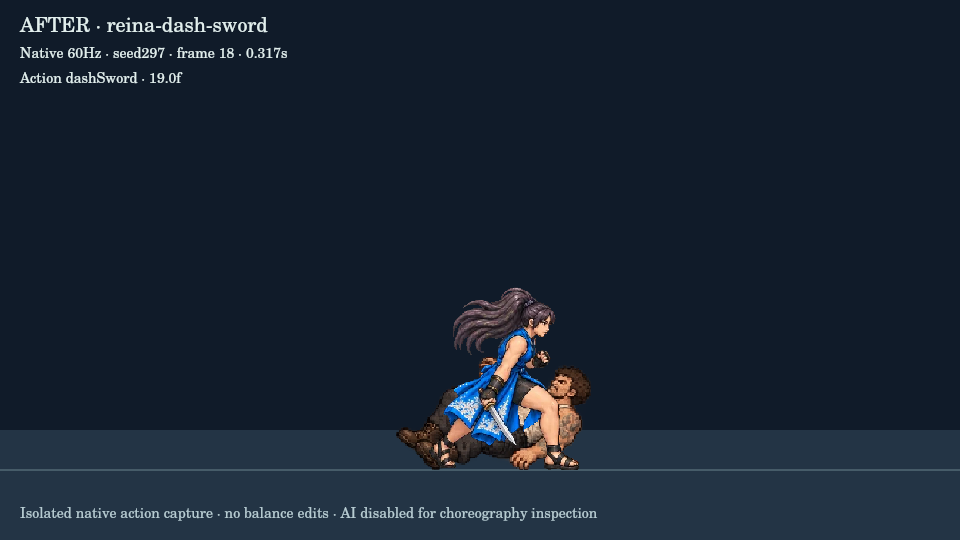 AFTER · reina-dash-sword
Native 60Hz · seed297 · frame 18 · 0.317s
Action dashSword · 19.0f
Isolated native action capture · no balance edits · AI disabled for choreography inspection